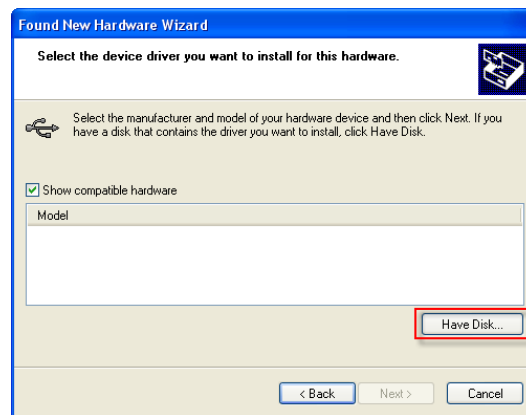 Found New Hardware Wizard
Select the device driver you want to install for this hardware.
Select the manufacturer and model of your hardware device and then click Next. If you
have a disk that contains the driver you want to install, click Have Disk.
Show compatible hardware
Model
Have Disk...
< Back
Next >
Cancel